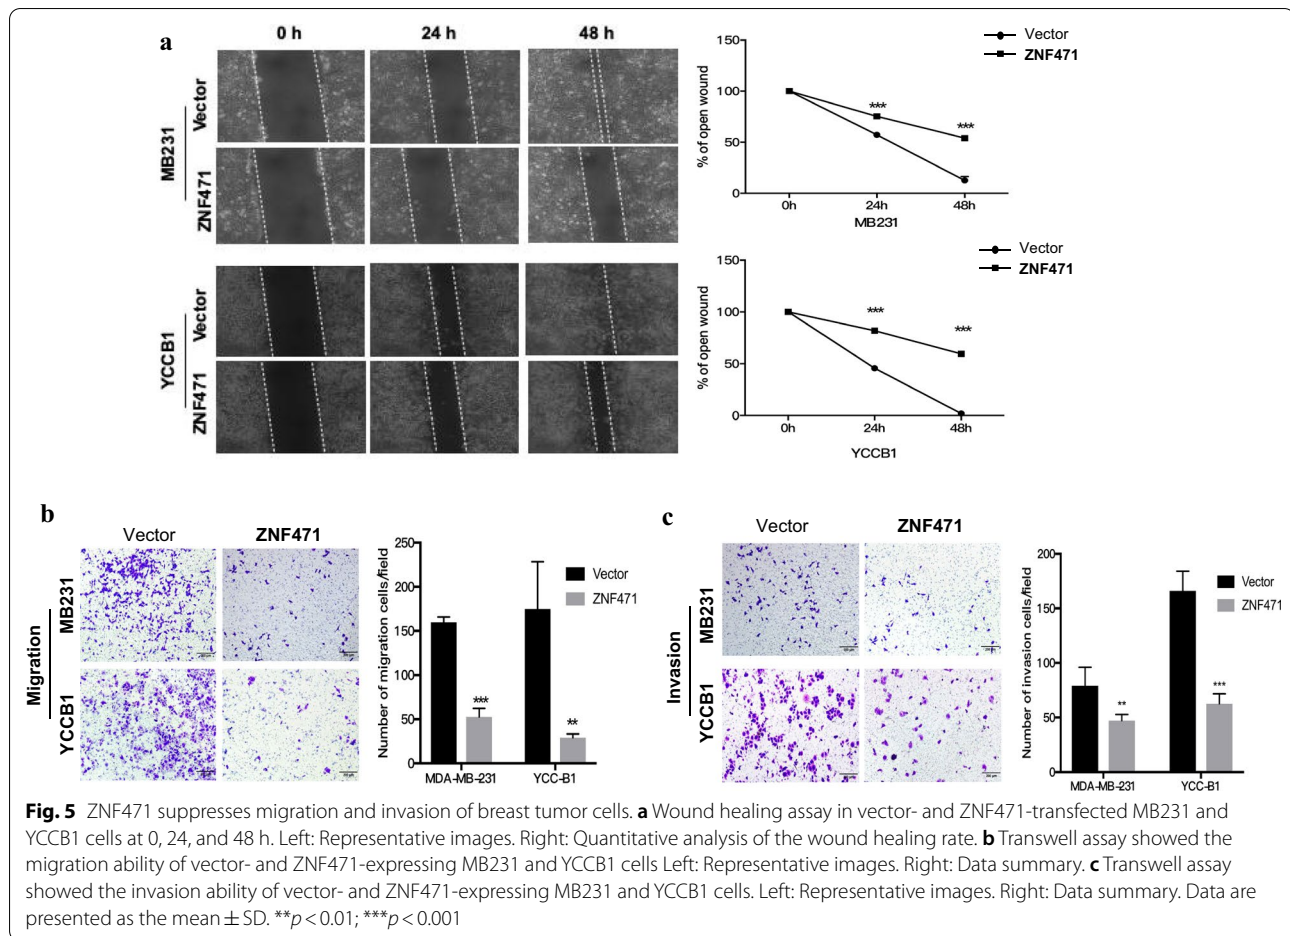 a
0 h 24 h 48 h
MB231
Vector
ZNF471
YCCB1
Vector
ZNF471
Vector
ZNF471
% of open wound
150
100
50
0
***
***
0h 24h 48h
MB231
Vector
ZNF471
% of open wound
150
100
50
0
***
***
0h 24h 48h
YCCB1
b
Vector ZNF471
Migration
MB231
YCCB1
Number of migration cells/field
250
200
150
100
50
0
Vector
ZNF471
***
**
MDA-MB-231 YCC-B1
c
Vector ZNF471
Invasion
MB231
YCCB1
Number of invasion cells/field
200
150
100
50
0
Vector
ZNF471
**
***
MDA-MB-231 YCC-B1
Fig. 5 ZNF471 suppresses migration and invasion of breast tumor cells. a Wound healing assay in vector- and ZNF471-transfected MB231 and
YCCB1 cells at 0, 24, and 48 h. Left: Representative images. Right: Quantitative analysis of the wound healing rate. b Transwell assay showed the
migration ability of vector- and ZNF471-expressing MB231 and YCCB1 cells Left: Representative images. Right: Data summary. c Transwell assay
showed the invasion ability of vector- and ZNF471-expressing MB231 and YCCB1 cells. Left: Representative images. Right: Data summary. Data are
presented as the mean ± SD. **p < 0.01; ***p < 0.001